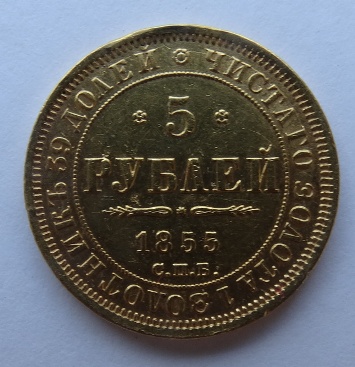 ЧИСТАГО ЗОЛОТА 1 ЗОЛОТНИКЪ 39 ДОЛЕЙ
5
РУБЛЕЙ
1855
С.П.Б.